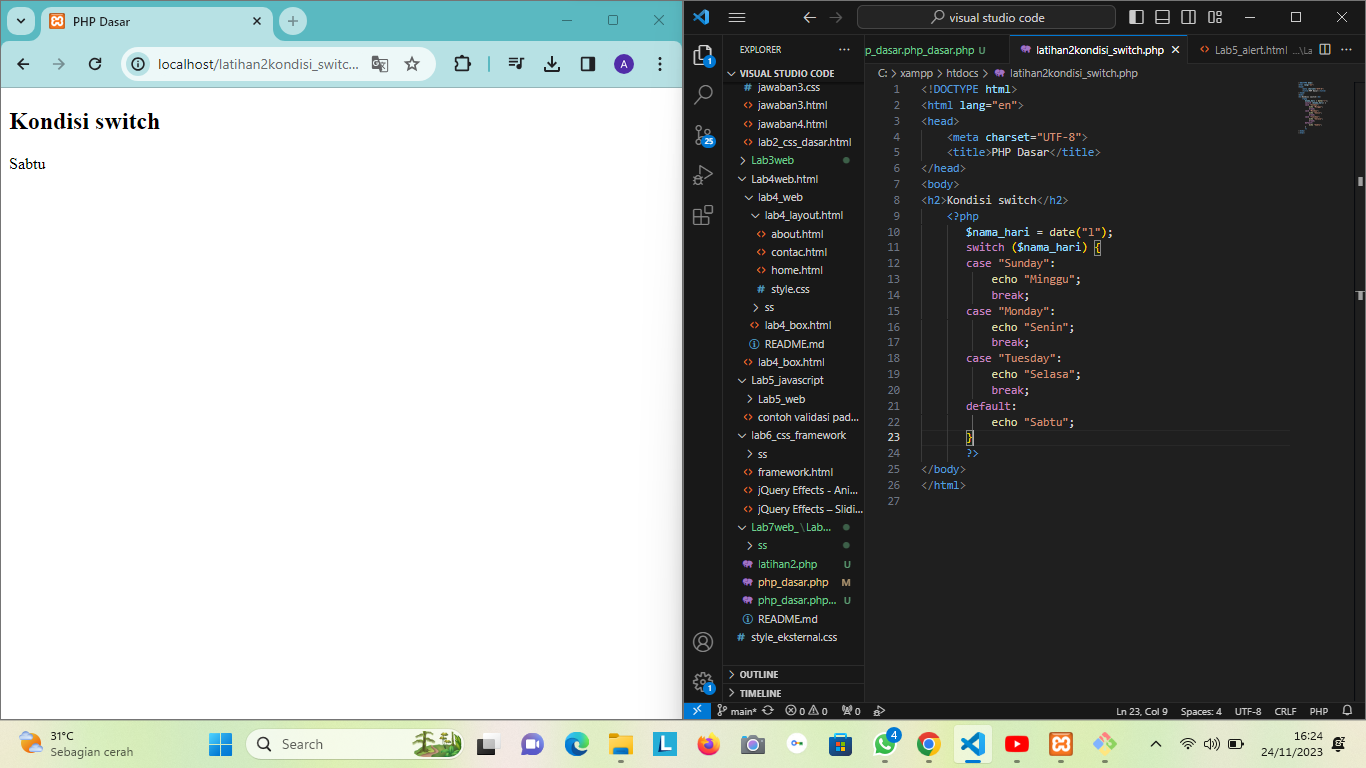 PHP Dasar
localhost/latihan2kondisi_switc...
A
Kondisi switch
Sabtu
visual studio code
EXPLORER
VISUAL STUDIO CODE
jawaban3.css
jawaban3.html
jawaban4.html
lab2_css_dasar.html
Lab3web
Lab4web.html
lab4_web
lab4_layout.html
about.html
contac.html
home.html
style.css
ss
lab4_box.html
README.md
lab4_box.html
Lab5_javascript
Lab5_web
contoh validasi pad...
lab6_css_framework
ss
framework.html
jQuery Effects - Ani...
jQuery Effects – Slidi...
Lab7web_\Lab...
ss
latihan2.php U
php_dasar.php M
php_dasar.php... U
README.md
style_eksternal.css
OUTLINE
TIMELINE
1
25
1
p_dasar.php_dasar.php U
latihan2kondisi_switch.php
Lab5_alert.html ...\La
C: > xampp > htdocs > latihan2kondisi_switch.php
1 <!DOCTYPE html>
2 <html lang="en">
3 <head>
4 <meta charset="UTF-8">
5 <title>PHP Dasar</title>
6 </head>
7 <body>
8 <h2>Kondisi switch</h2>
9 <?php
10 $nama_hari = date("l");
11 switch ($nama_hari) {
12 case "Sunday":
13 echo "Minggu";
14 break;
15 case "Monday":
16 echo "Senin";
17 break;
18 case "Tuesday":
19 echo "Selasa";
20 break;
21 default:
22 echo "Sabtu";
23 }
24 ?>
25 </body>
26 </html>
27
main* 0 0 0
Ln 23, Col 9 Spaces: 4 UTF-8 CRLF PHP
31°C
Sebagian cerah
Search
L
4
16:24
24/11/2023